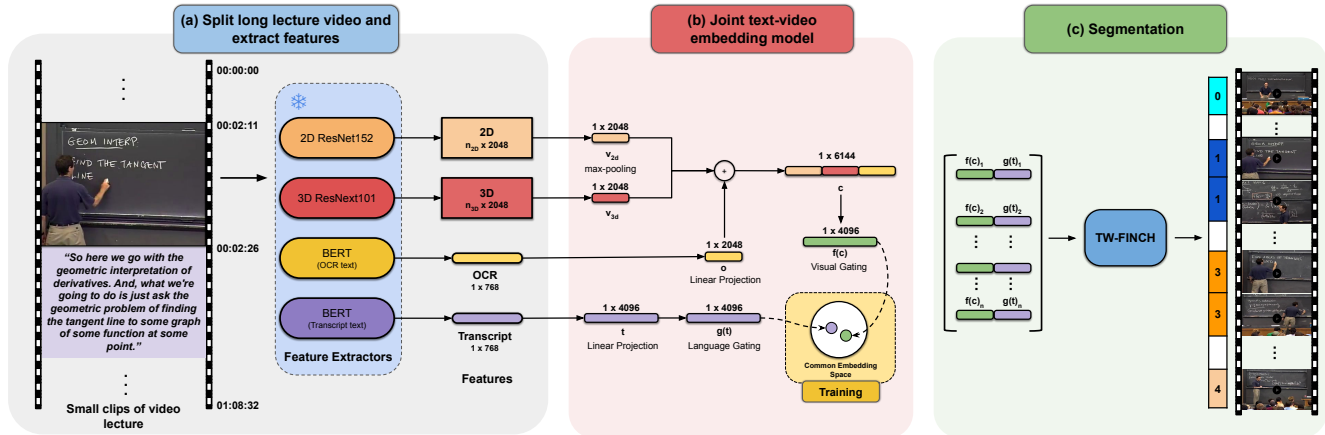 (a) Split long lecture video and
extract features
00:00:00
00:02:11
GEOM INTERP
FIND THE TANGENT
LINE
00:02:26
“So here we go with the
geometric interpretation of
derivatives. And, what we're
going to do is just ask the
geometric problem of finding
the tangent line to some graph
of some function at some
point.”
01:08:32
Small clips of video
lecture
2D ResNet152
3D ResNext101
BERT
(OCR text)
BERT
(Transcript text)
Feature Extractors
2D
n2D x 2048
3D
n3D x 2048
OCR
1 x 768
Transcript
1 x 768
Features
(b) Joint text-video
embedding model
1 x 2048
v2d
max-pooling
1 x 2048
v3d
+
1 x 6144
c
1 x 4096
f(c)
Visual Gating
1 x 2048
o
Linear Projection
1 x 4096
t
Linear Projection
1 x 4096
g(t)
Language Gating
Common Embedding
Space
Training
(c) Segmentation
f(c)1 g(t)1
f(c)2 g(t)2
f(c)n g(t)n
TW-FINCH
0
1
1
3
3
4